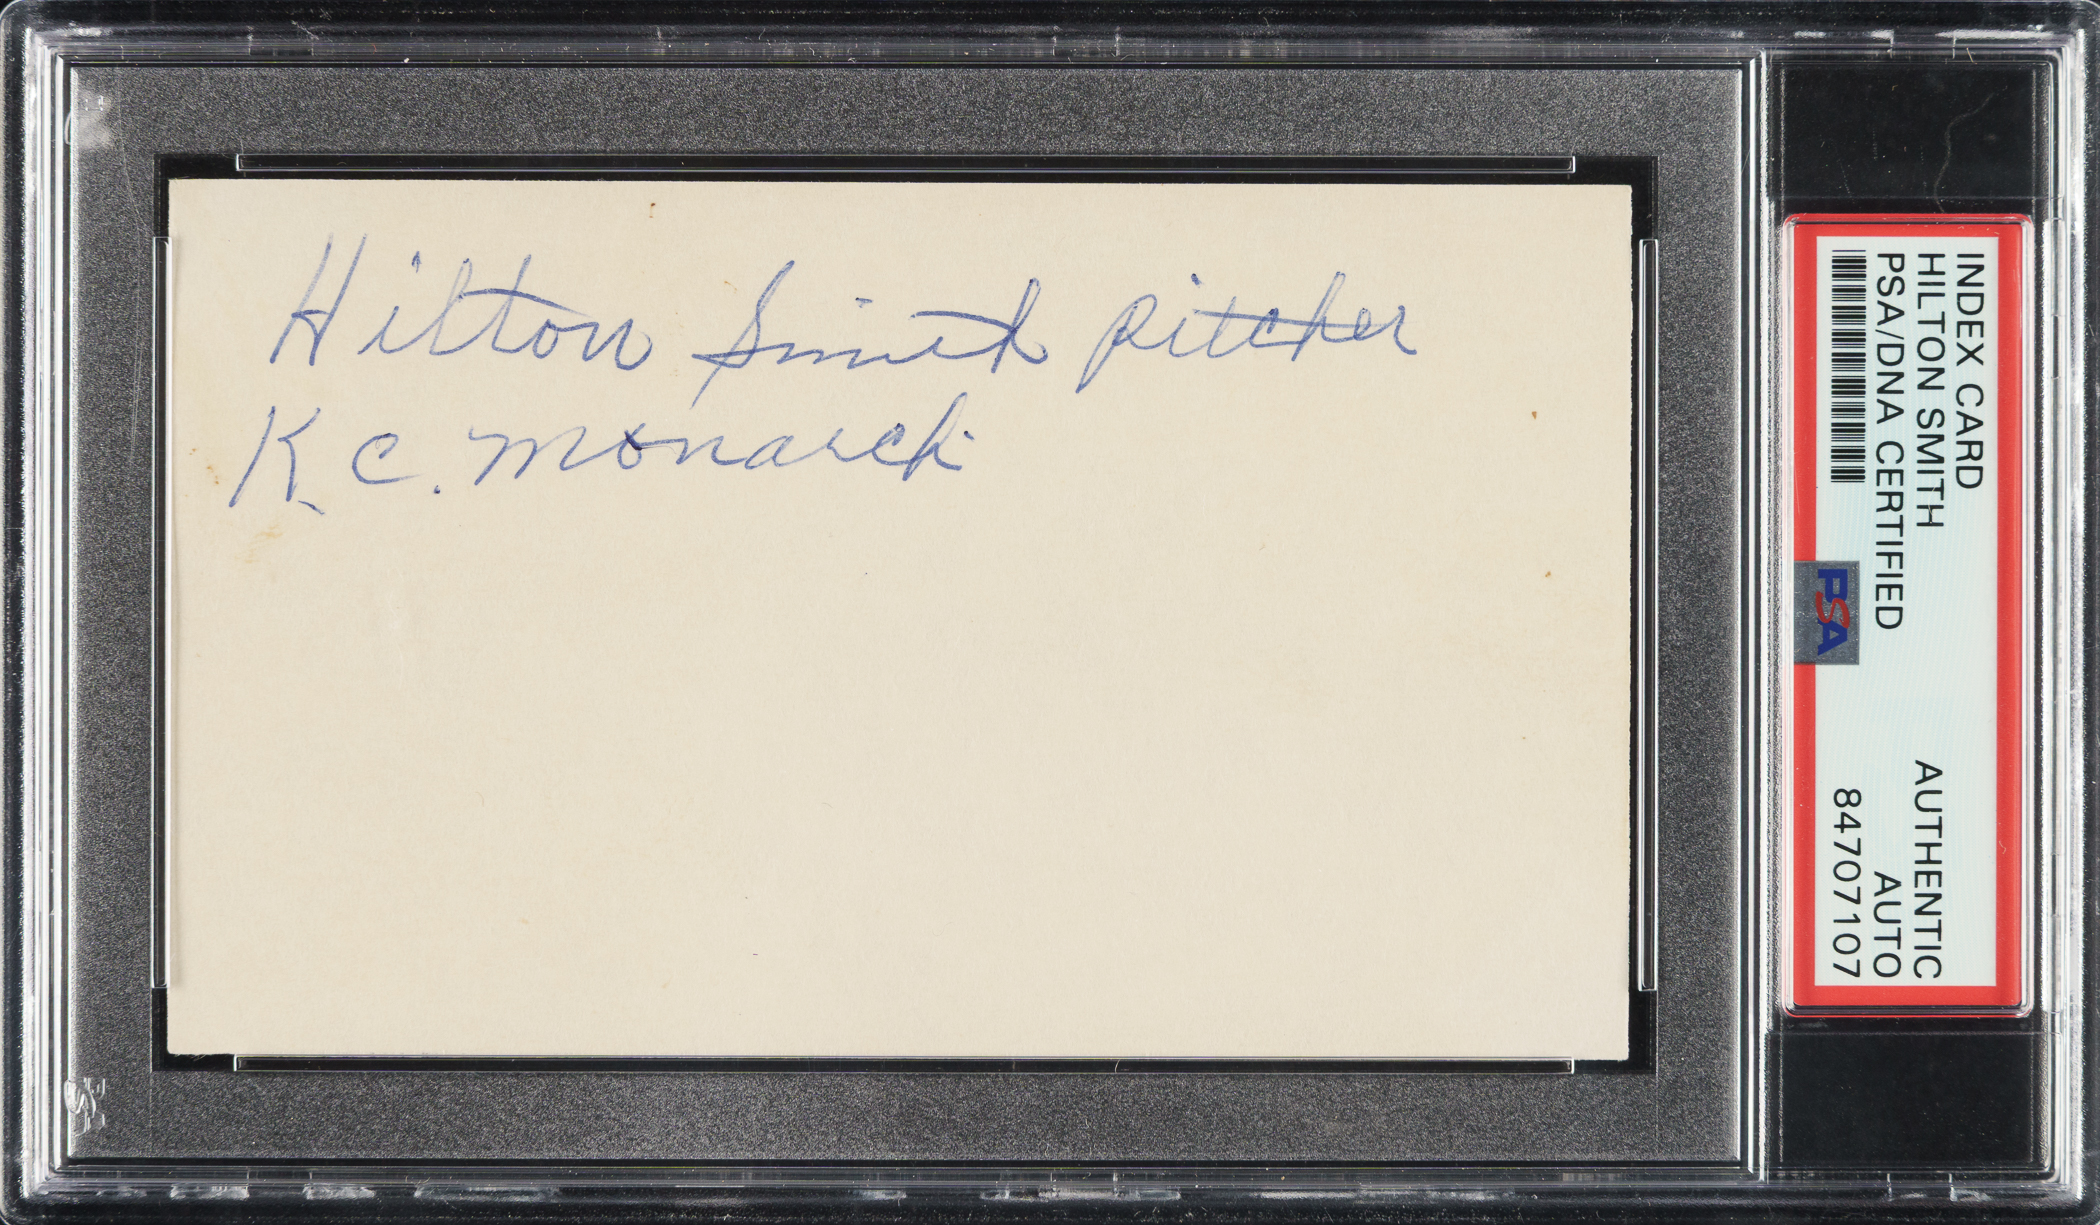 Hilton Smith pitcher
K.C. Monarch
INDEX CARD
HILTON SMITH
PSA/DNA CERTIFIED
PSA
AUTHENTIC
AUTO
84707107